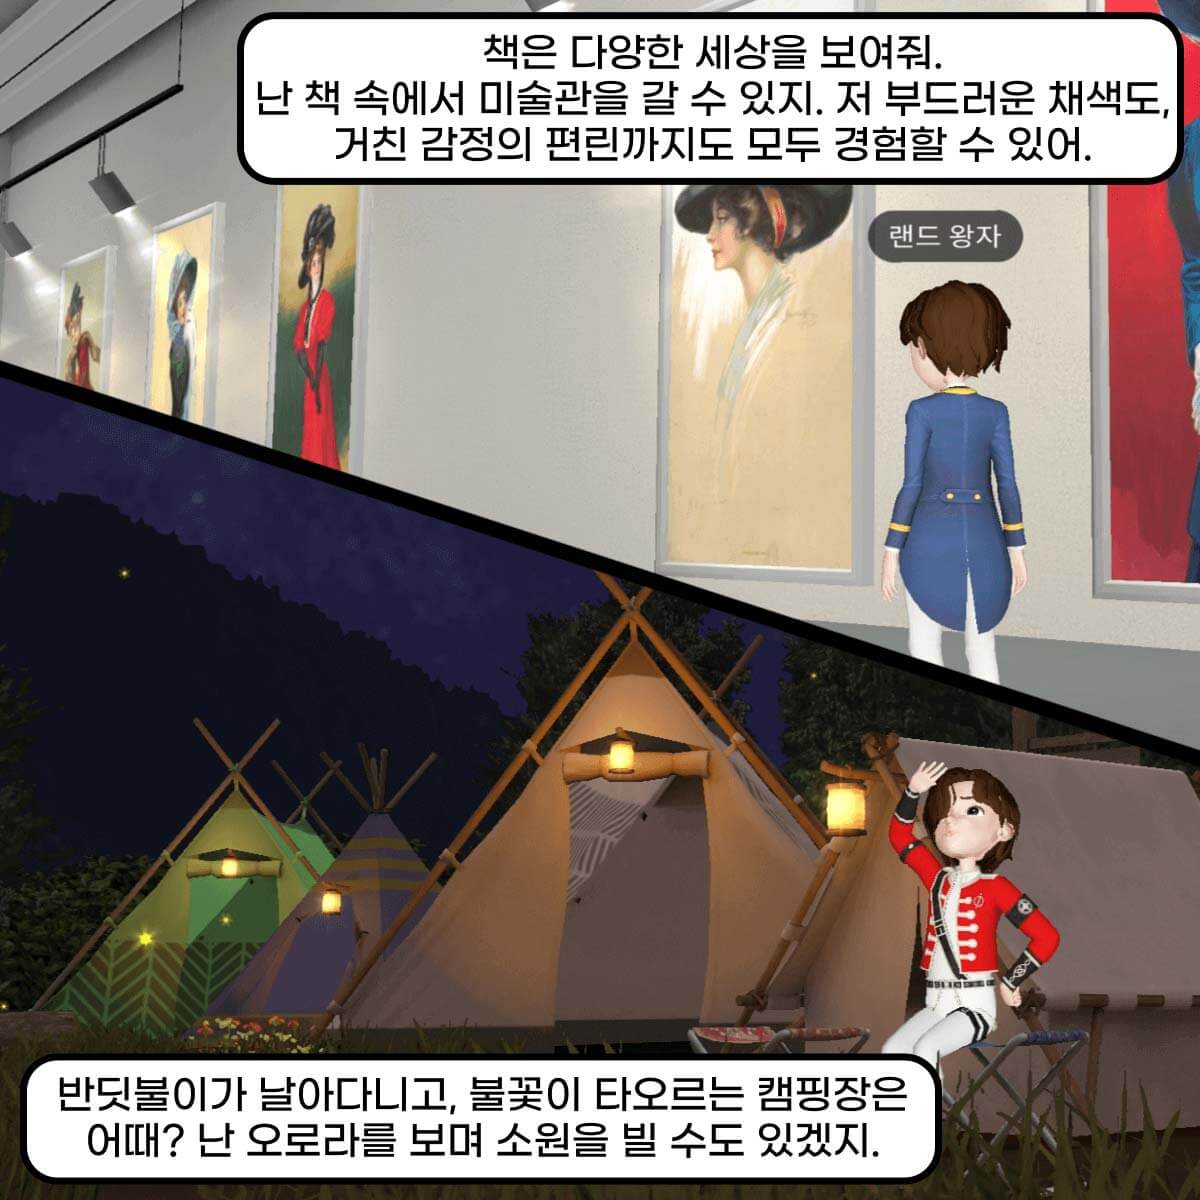 책은 다양한 세상을 보여줘.
난 책 속에서 미술관을 갈 수 있지. 저 부드러운 채색도,
거친 감정의 편린까지도 모두 경험할 수 있어.
랜드 왕자
반딧불이가 날아다니고, 불꽃이 타오르는 캠핑장은
어때? 난 오로라를 보며 소원을 빌 수도 있겠지.